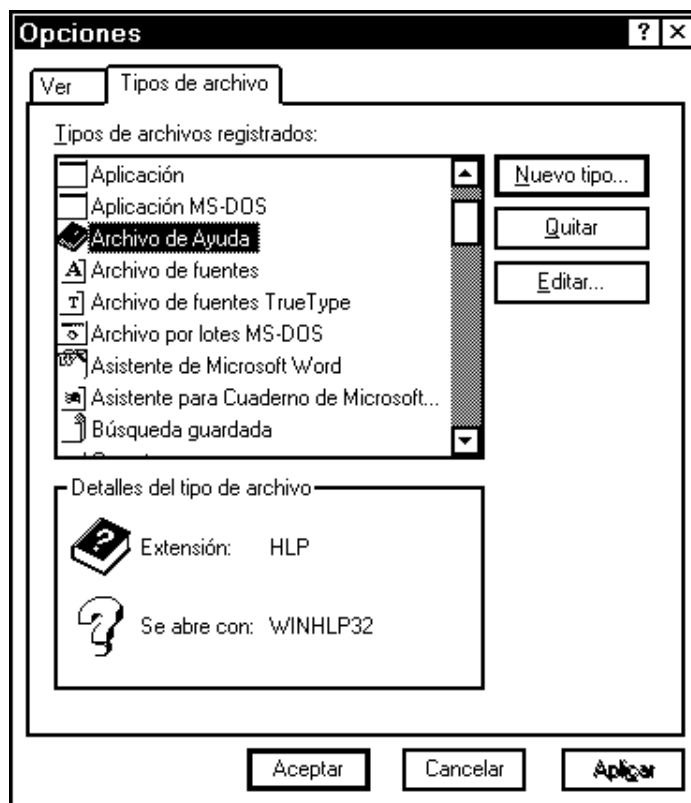 Opciones
Ver
Tipos de archivo
Tipos de archivos registrados:
Aplicación
Aplicación MS-DOS
Archivo de Ayuda
Archivo de fuentes
Archivo de fuentes TrueType
Archivo por lotes MS-DOS
Asistente de Microsoft Word
Asistente para Cuaderno de Microsoft...
Búsqueda guardada
Nuevo tipo...
Quitar
Editar...
Detalles del tipo de archivo
Extensión: HLP
Se abre con: WINHLP32
Aceptar
Cancelar
Aplicar